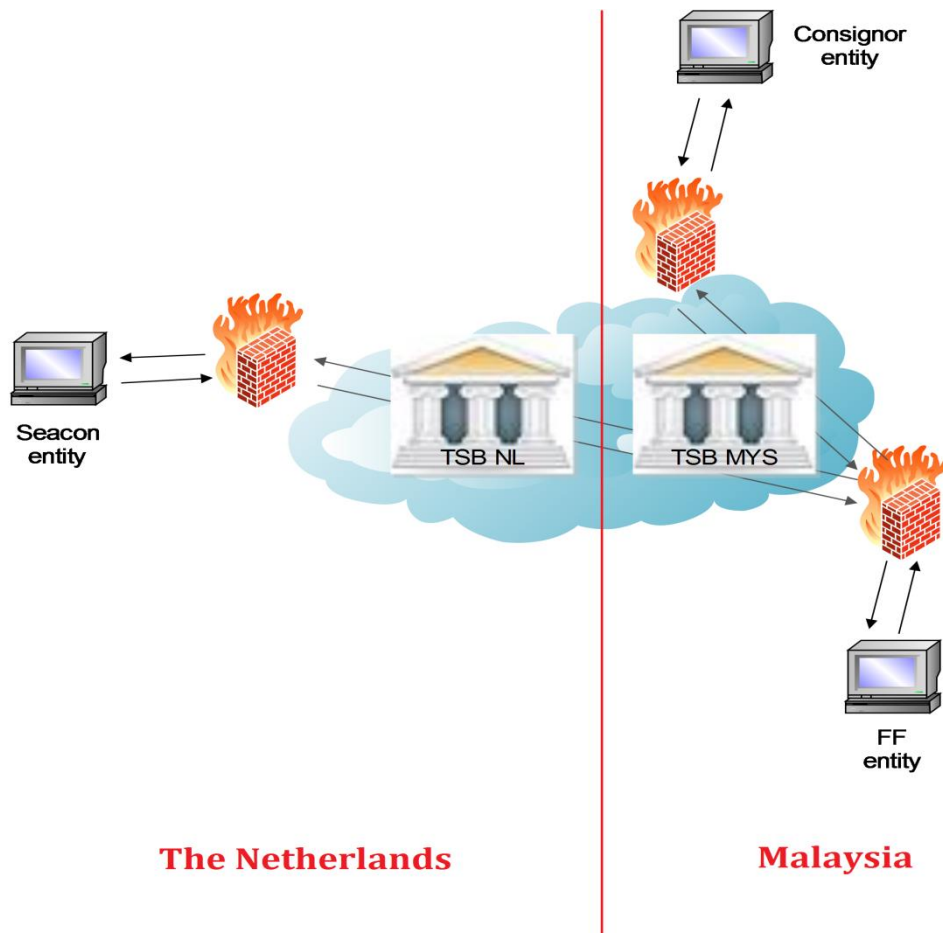 Consignor
entity
Seacon
entity
TSB NL
TSB MYS
FF
entity
The Netherlands
Malaysia